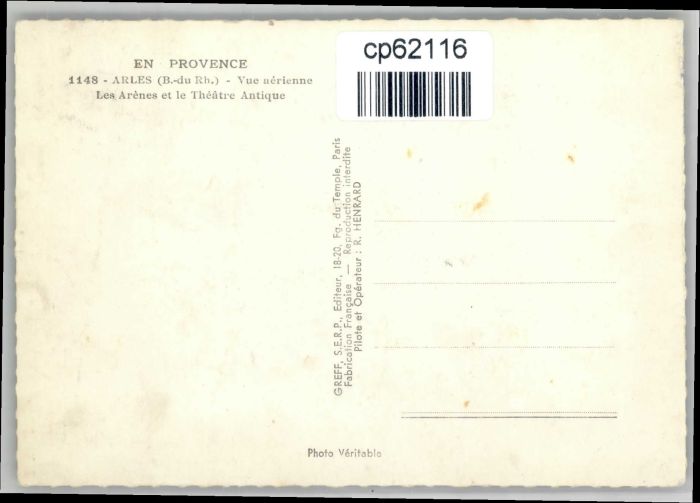 EN PROVENCE
1148 - ARLES (B.-du Rh.) - Vue aérienne
Les Arènes et le Théâtre Antique
cp62116
GREFF, S.E.R.P., Editeur, 18-20, Fg. du Temple, Paris
Fabrication Française — Reproduction interdite
Pilote et Opérateur : R. HENRARD
Photo Véritable